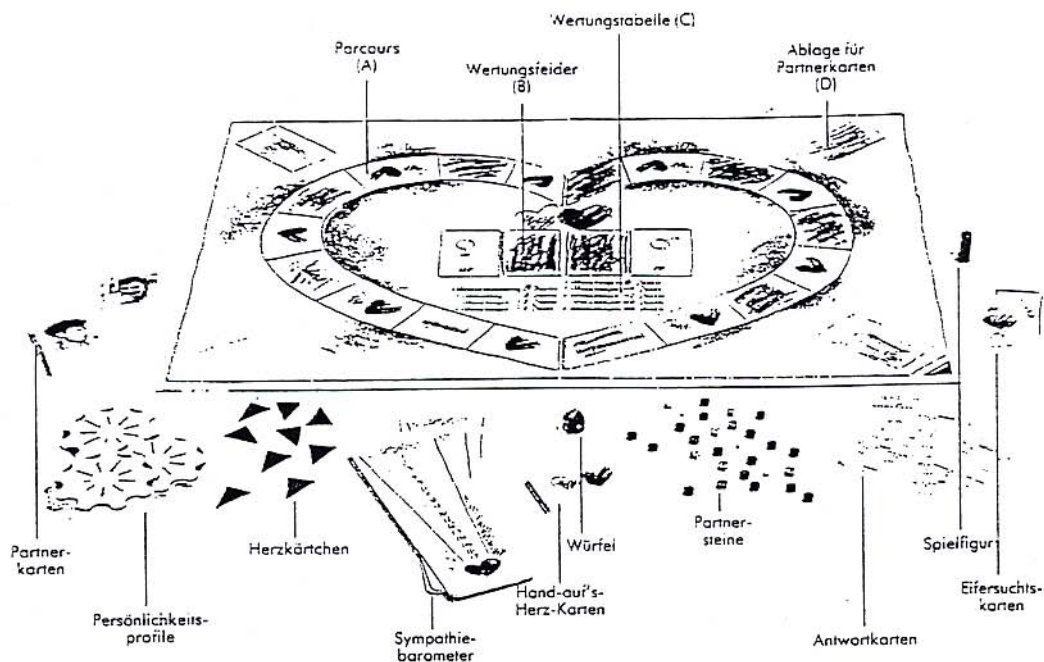 Wertungstabelle (C)
Parcours
(A)
Wertungsfelder
(B)
Ablage für
Partnerkarten
(D)
Partner-
karten
Persönlichkeits-
profile
Herzkärtchen
Sympathie-
barometer
Hand-auf's-
Herz-Karten
Würfel
Partner-
steine
Antwortkarten
Spielfigur
Eifersuchts-
karten